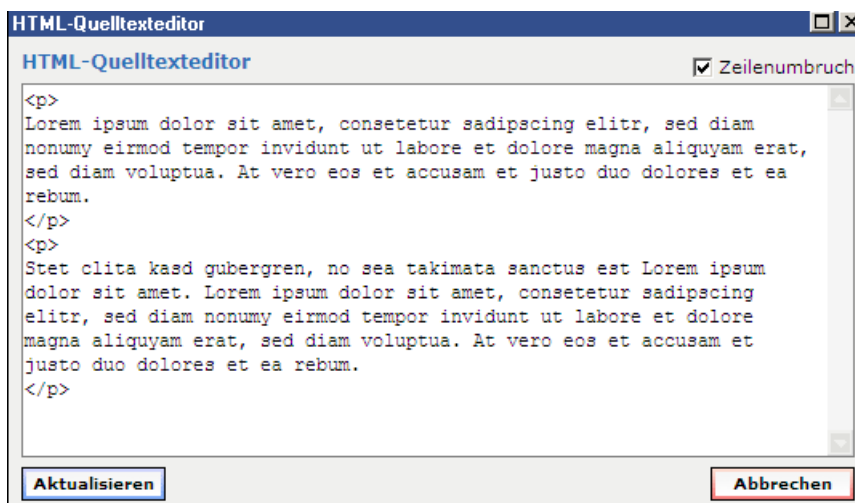 HTML-Quelltexteditor
HTML-Quelltexteditor
Zeilenumbruch
<p>
Lorem ipsum dolor sit amet, consetetur sadipscing elitr, sed diam
nonumy eirmod tempor invidunt ut labore et dolore magna aliquyam erat,
sed diam voluptua. At vero eos et accusam et justo duo dolores et ea
rebum.
</p>
<p>
Stet clita kasd gubergren, no sea takimata sanctus est Lorem ipsum
dolor sit amet. Lorem ipsum dolor sit amet, consetetur sadipscing
elitr, sed diam nonumy eirmod tempor invidunt ut labore et dolore
magna aliquyam erat, sed diam voluptua. At vero eos et accusam et
justo duo dolores et ea rebum.
</p>
Aktualisieren
Abbrechen